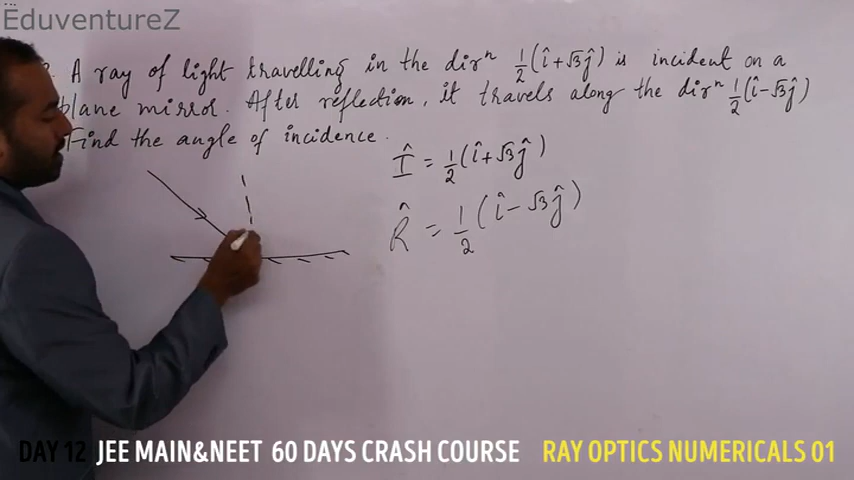 EduventureZ
A ray of light travelling in the dirⁿ 1/2(î+√3ĵ) is incident on a
plane mirror. After reflection, it travels along the dirⁿ 1/2(î-√3ĵ)
Find the angle of incidence.
Î = 1/2(î+√3ĵ)
R̂ = 1/2(î-√3ĵ)
DAY 12 JEE MAIN&NEET 60 DAYS CRASH COURSE RAY OPTICS NUMERICALS 01